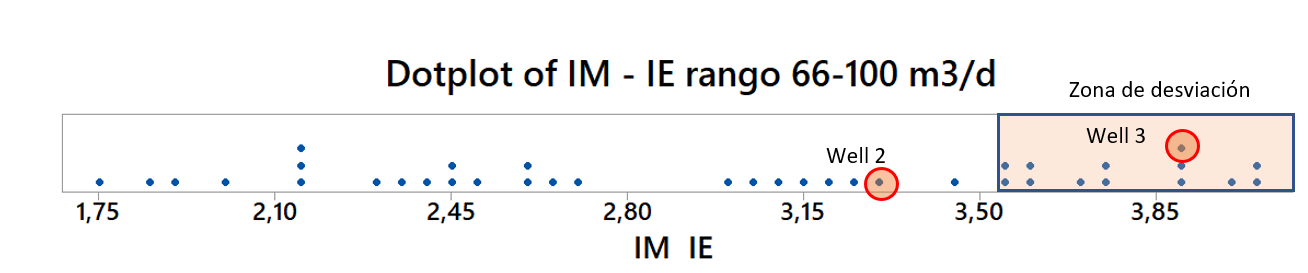 Dotplot of IM - IE rango 66-100 m3/d
Zona de desviación
Well 3
Well 2
1,75 2,10 2,45 2,80 3,15 3,50 3,85
IM IE